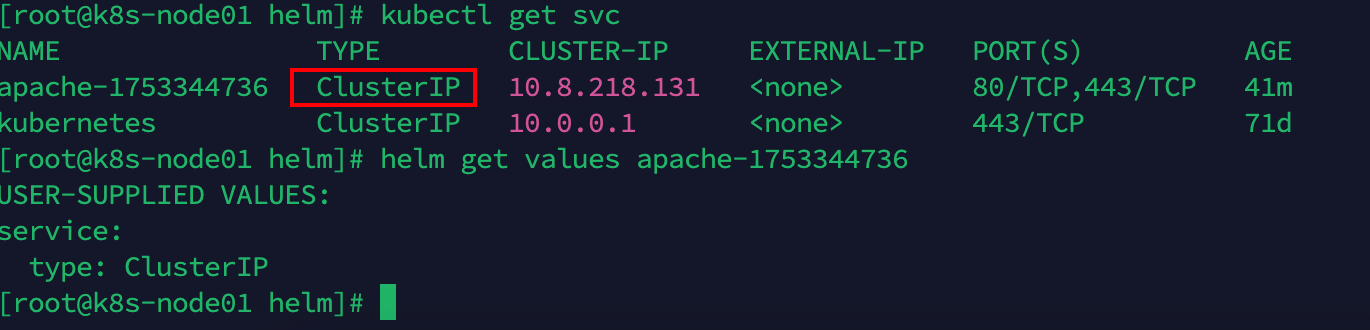 [root@k8s-node01 helm]# kubectl get svc
NAME TYPE CLUSTER-IP EXTERNAL-IP PORT(S) AGE
apache-1753344736 ClusterIP 10.8.218.131 <none> 80/TCP,443/TCP 41m
kubernetes ClusterIP 10.0.0.1 <none> 443/TCP 71d
[root@k8s-node01 helm]# helm get values apache-1753344736
USER-SUPPLIED VALUES:
service:
  type: ClusterIP
[root@k8s-node01 helm]#